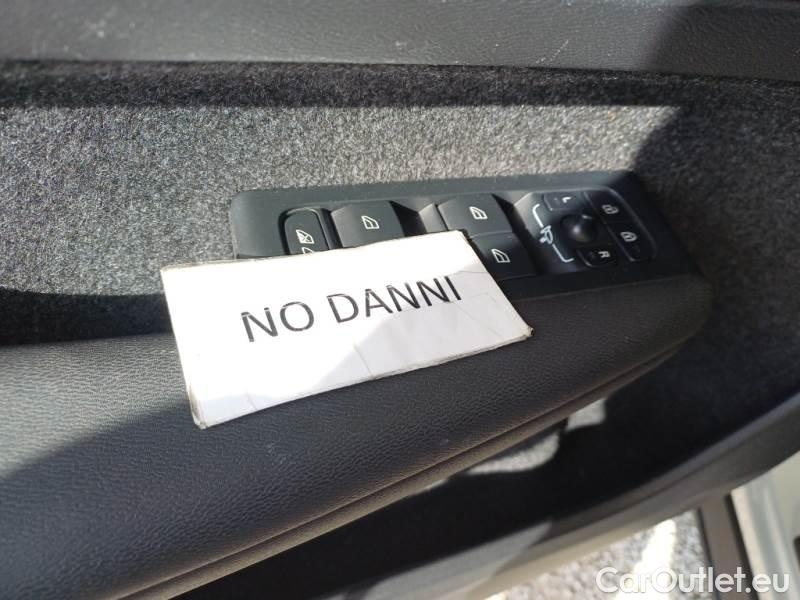 L
R
NO DANNI
CarOutlet.eu